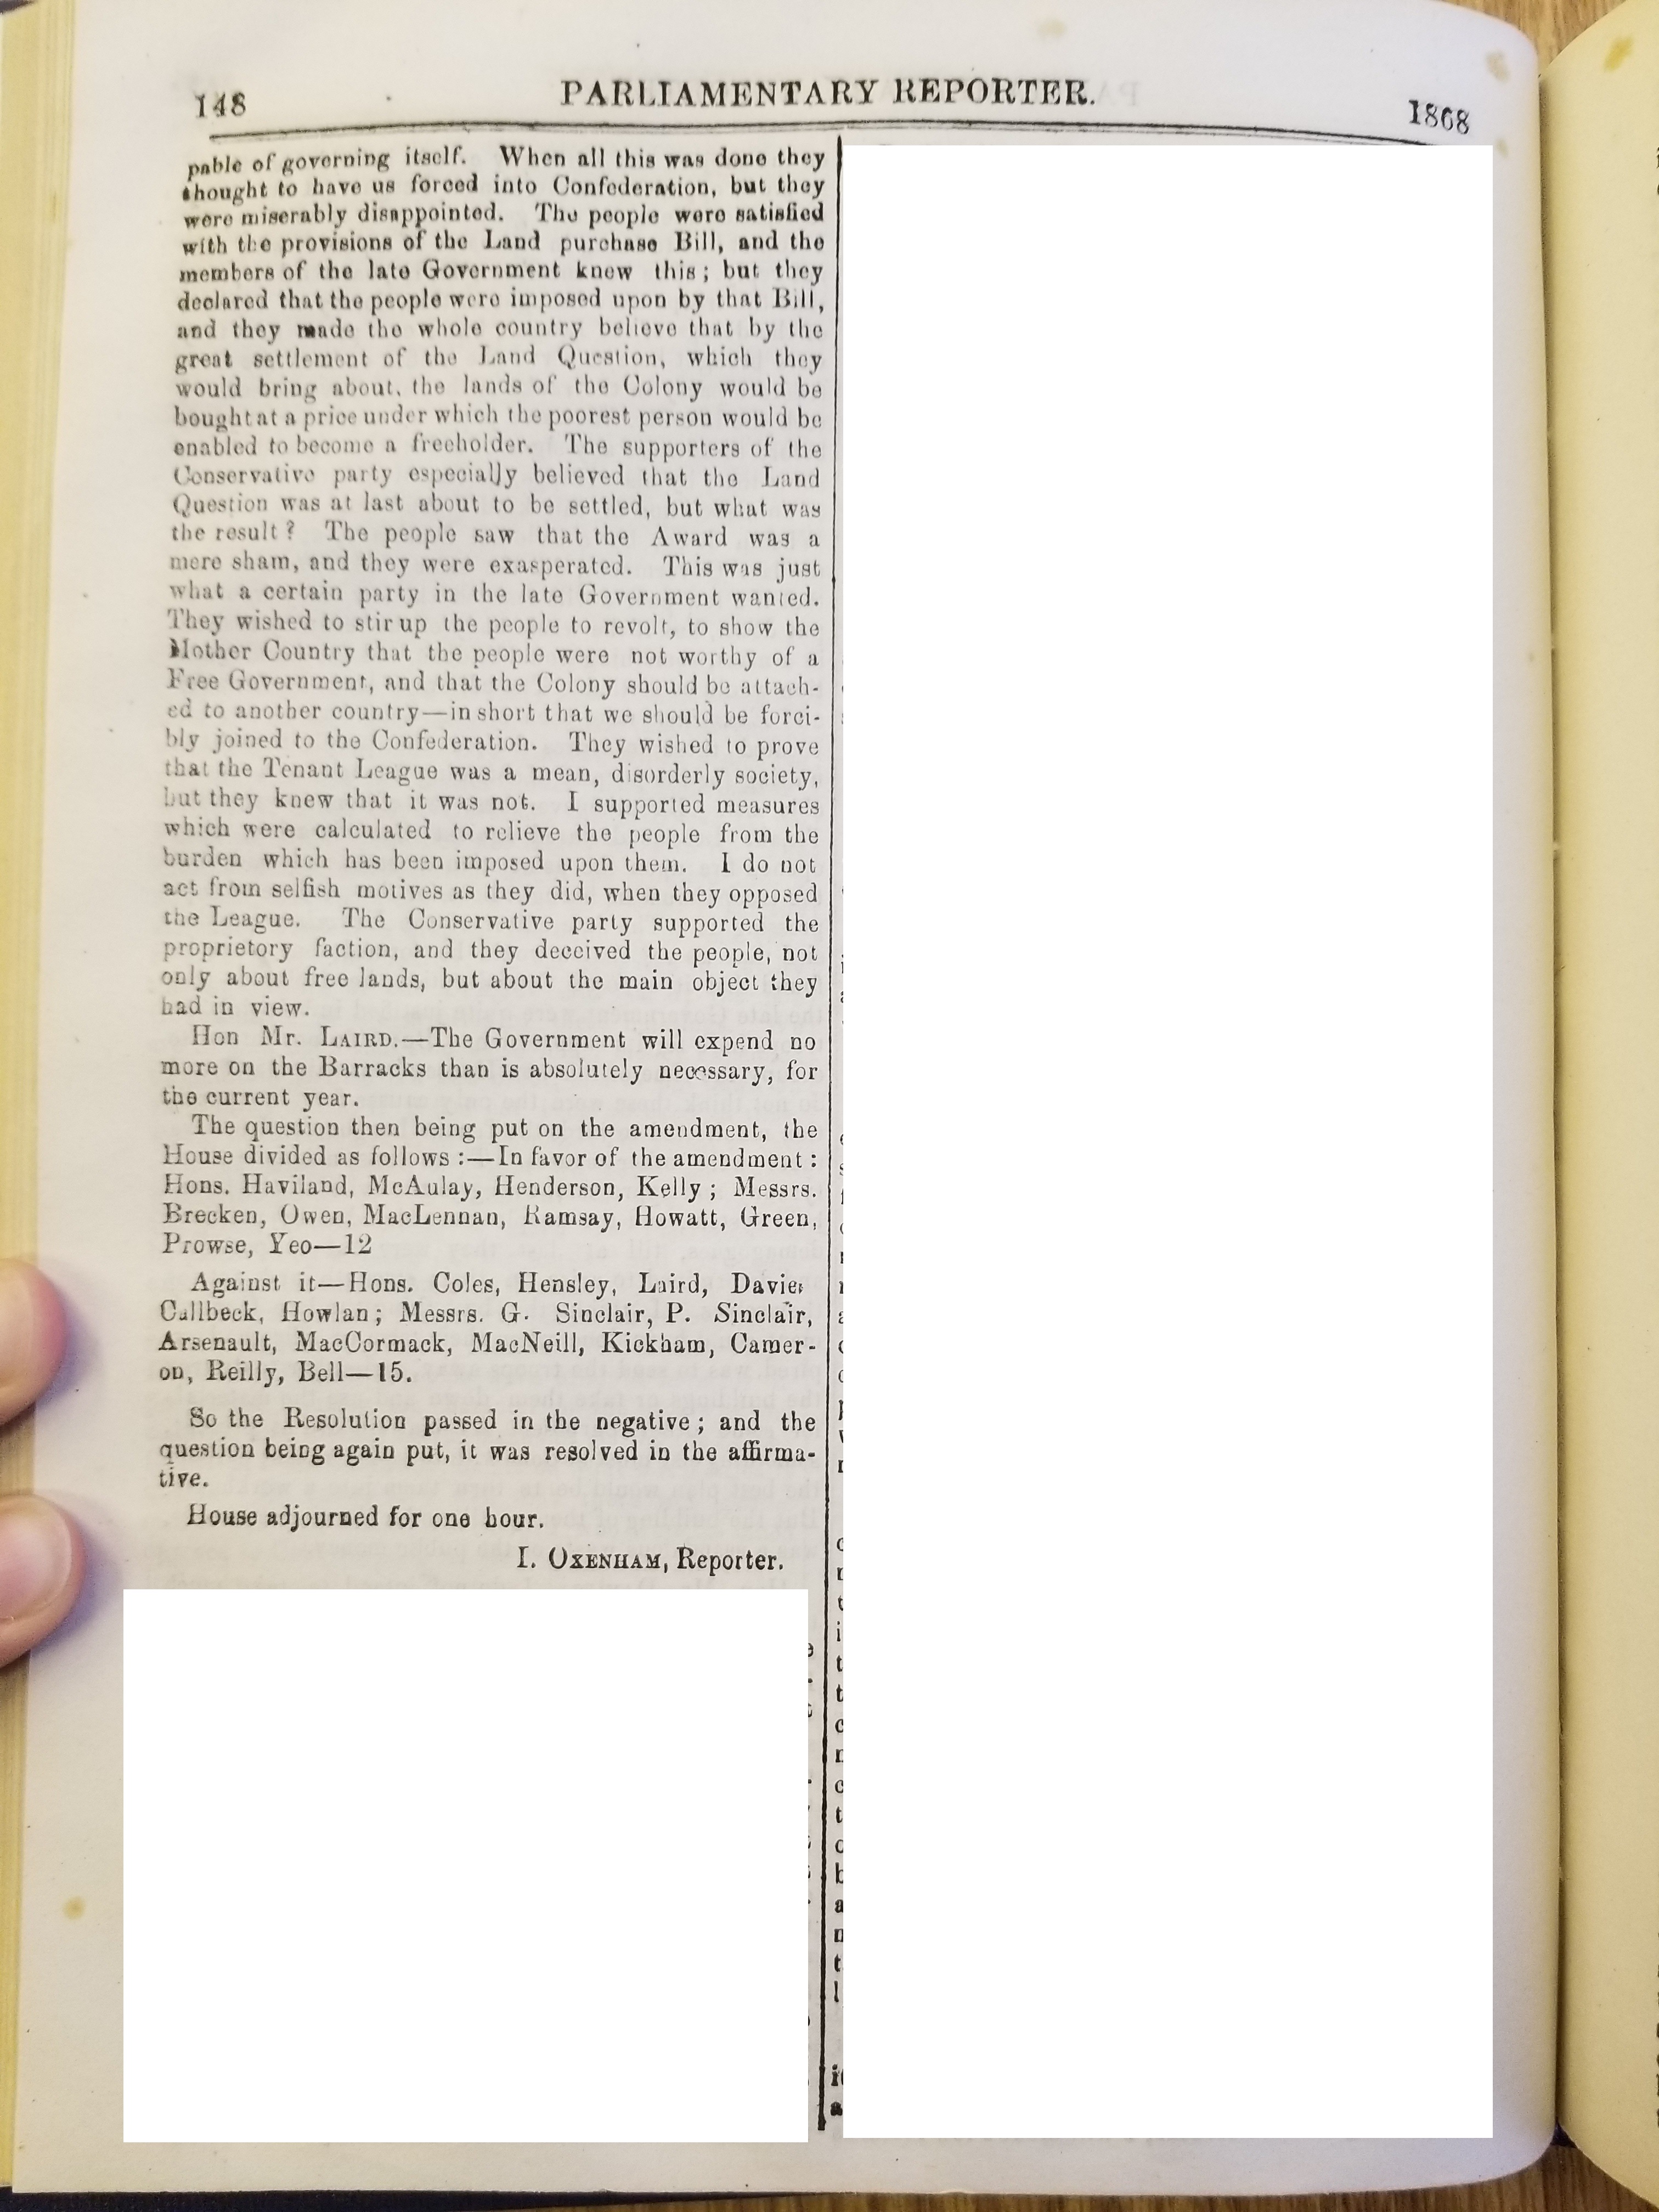 148
PARLIAMENTARY REPORTER.
1868
pable of governing itself. When all this was done they
thought to have us forced into Confederation, but they
were miserably disappointed. The people were satisfied
with the provisions of the Land purchase Bill, and the
members of the late Government knew this; but they
declared that the people were imposed upon by that Bill,
and they made the whole country believe that by the
great settlement of the Land Question, which they
would bring about, the lands of the Colony would be
bought at a price under which the poorest person would be
enabled to become a freeholder. The supporters of the
Conservative party especially believed that the Land
Question was at last about to be settled, but what was
the result? The people saw that the Award was a
mere sham, and they were exasperated. This was just
what a certain party in the late Government wanted.
They wished to stir up the people to revolt, to show the
Mother Country that the people were not worthy of a
Free Government, and that the Colony should be attach-
ed to another country—in short that we should be forci-
bly joined to the Confederation. They wished to prove
that the Tenant League was a mean, disorderly society,
but they knew that it was not. I supported measures
which were calculated to relieve the people from the
burden which has been imposed upon them. I do not
act from selfish motives as they did, when they opposed
the League. The Conservative party supported the
proprietory faction, and they deceived the people, not
only about free lands, but about the main object they
had in view.
Hon Mr. LAIRD.—The Government will expend no
more on the Barracks than is absolutely necessary, for
the current year.
The question then being put on the amendment, the
House divided as follows :—In favor of the amendment :
Hons. Haviland, McAulay, Henderson, Kelly ; Messrs.
Brecken, Owen, MacLennan, Ramsay, Howatt, Green,
Prowse, Yeo—12
Against it—Hons. Coles, Hensley, Laird, Davies
Callbeck, Howlan; Messrs. G. Sinclair, P. Sinclair,
Arsenault, MacCormack, MacNeill, Kickham, Camer-
on, Reilly, Bell—15.
So the Resolution passed in the negative ; and the
question being again put, it was resolved in the affirma-
tive.
House adjourned for one hour.
I. OXENHAM, Reporter.